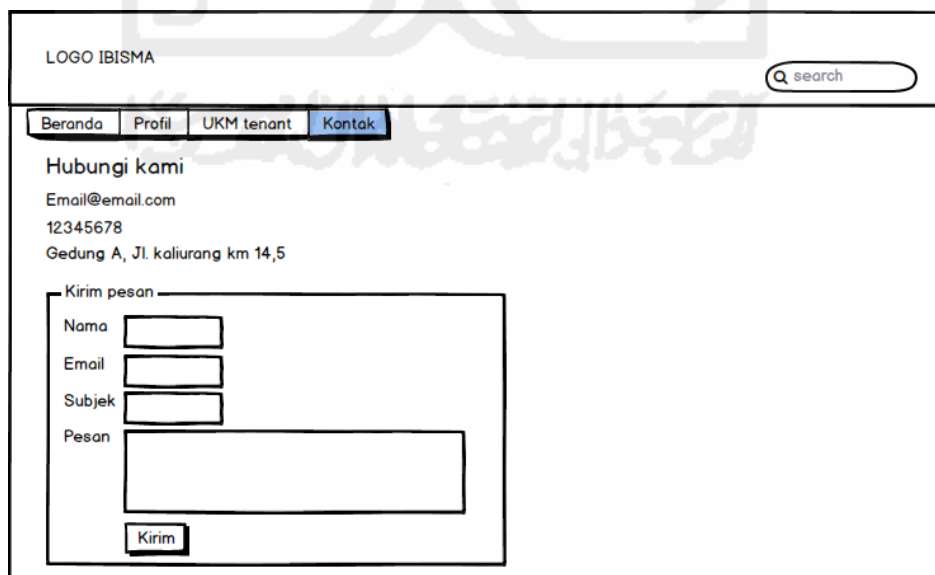 LOGO IBISMA
search
Beranda Profil UKM tenant Kontak
Hubungi kami
Email@email.com
12345678
Gedung A, Jl. kaliurang km 14,5
Kirim pesan
Nama
Email
Subjek
Pesan
Kirim